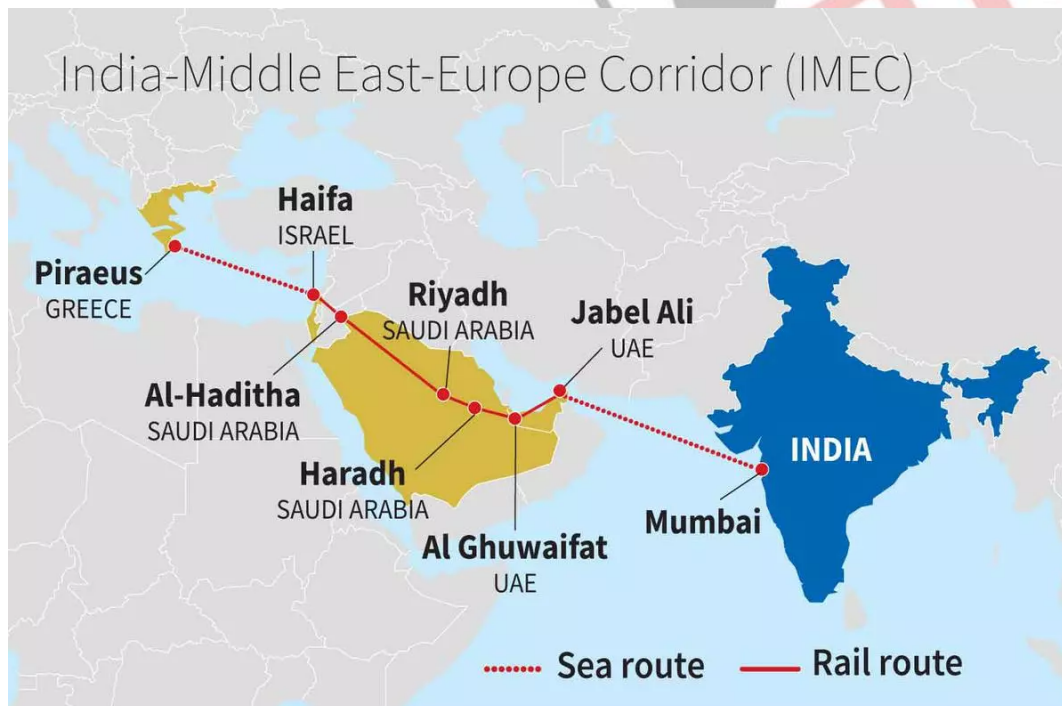 India-Middle East-Europe Corridor (IMEC)
Haifa
ISRAEL
Piraeus
GREECE
Riyadh
SAUDI ARABIA
Jabel Ali
UAE
Al-Haditha
SAUDI ARABIA
Haradh
SAUDI ARABIA
INDIA
Mumbai
Al Ghuwaifat
UAE
Sea route
Rail route